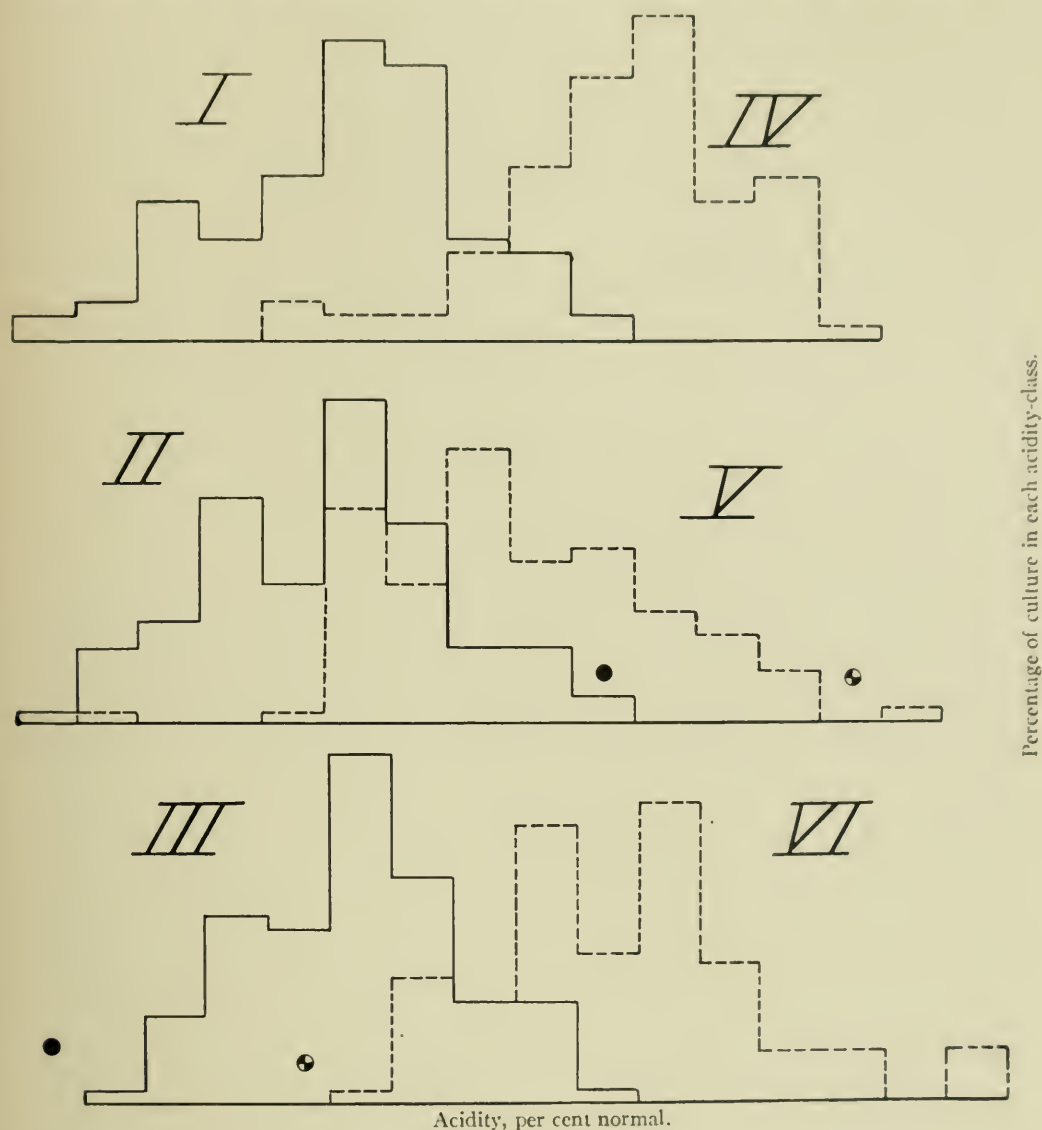 I
IV
II
V
III
VI
Percentage of culture in each acidity-class.
Acidity, per cent normal.